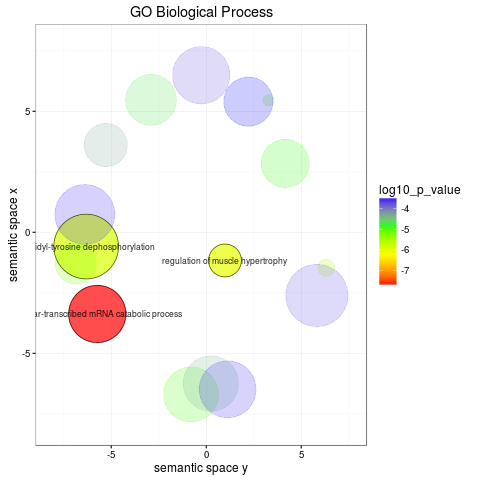 GO Biological Process
semantic space x
5
0
-5
idyl-tyrosine dephosphorylation
regulation of muscle hypertrophy
ar-transcribed mRNA catabolic process
-5
0
5
semantic space y
log10_p_value
-4
-5
-6
-7